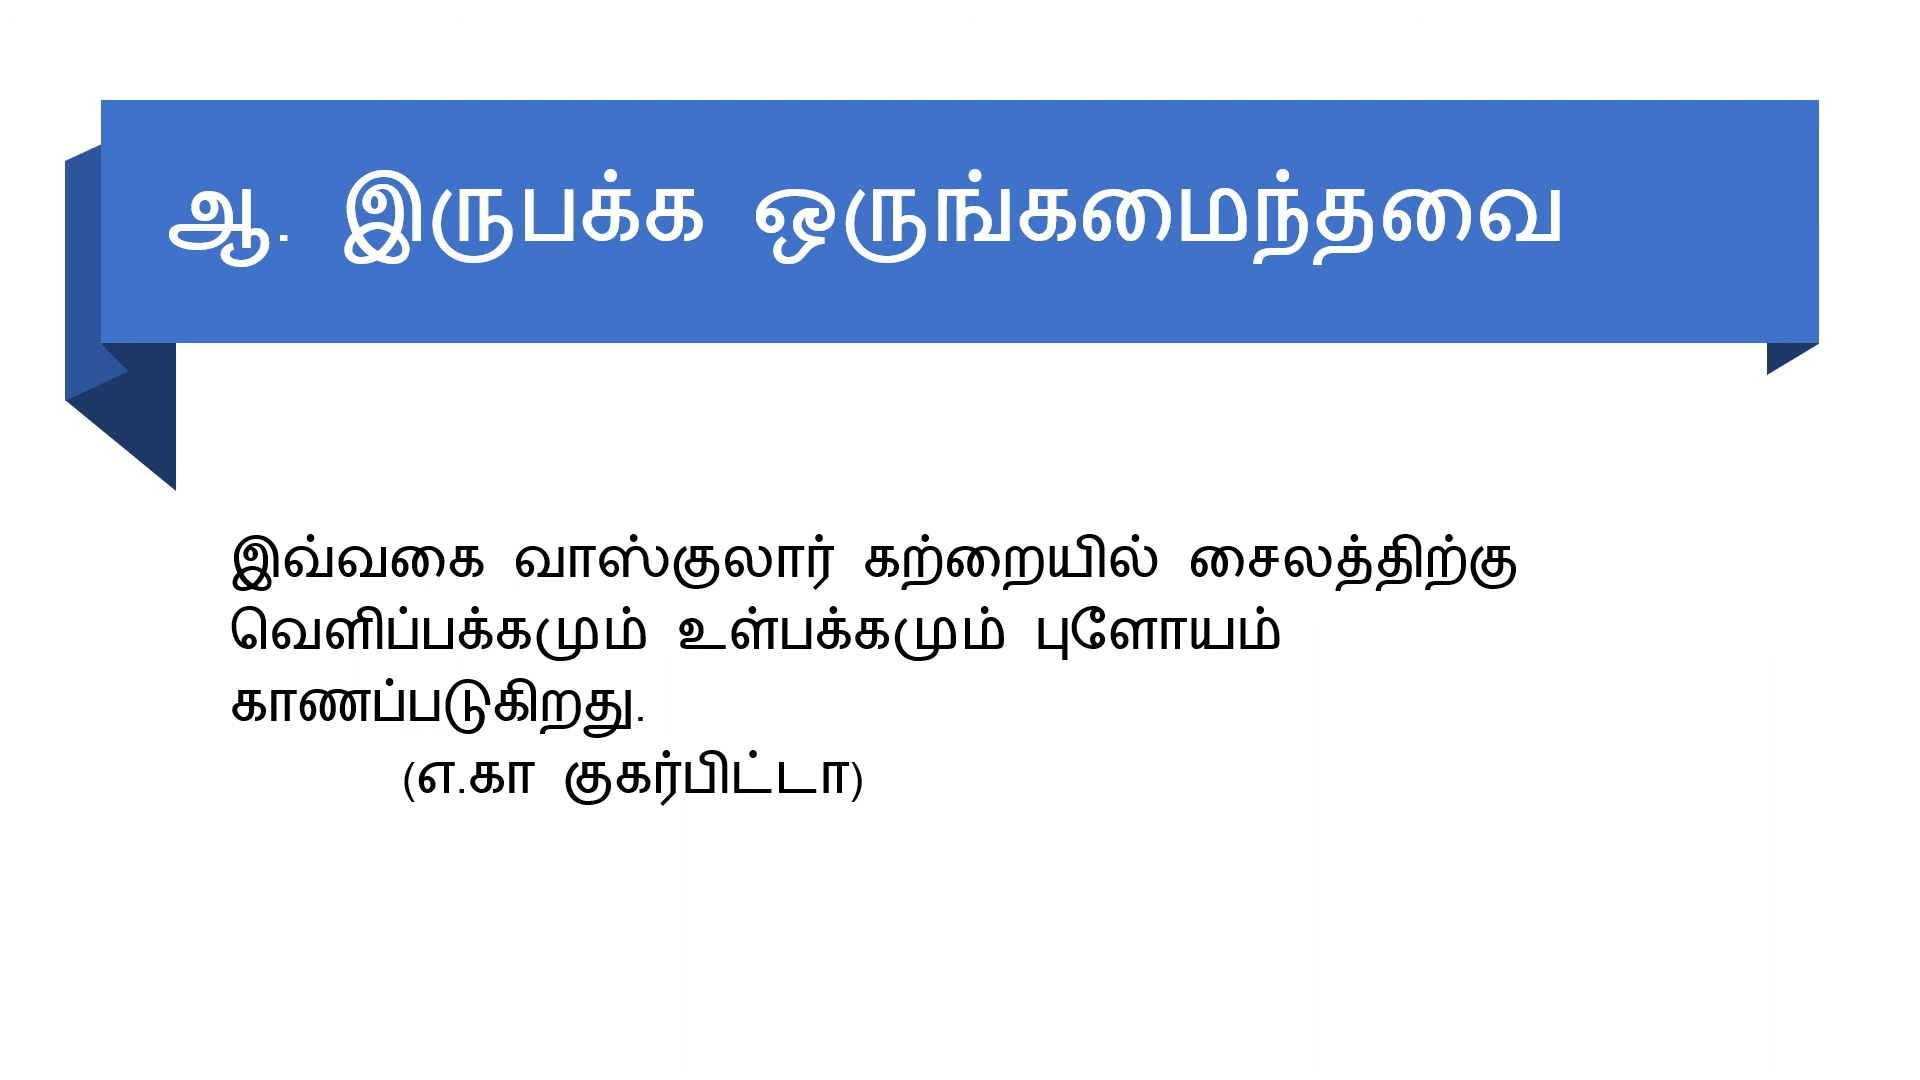 ஆ. இருபக்க ஒருங்கமைந்தவை
இவ்வகை வாஸ்குலார் கற்றையில் சைலத்திற்கு
வெளிப்பக்கமும் உள்பக்கமும் புளோயம்
காணப்படுகிறது.
(எ.கா குகர்பிட்டா)